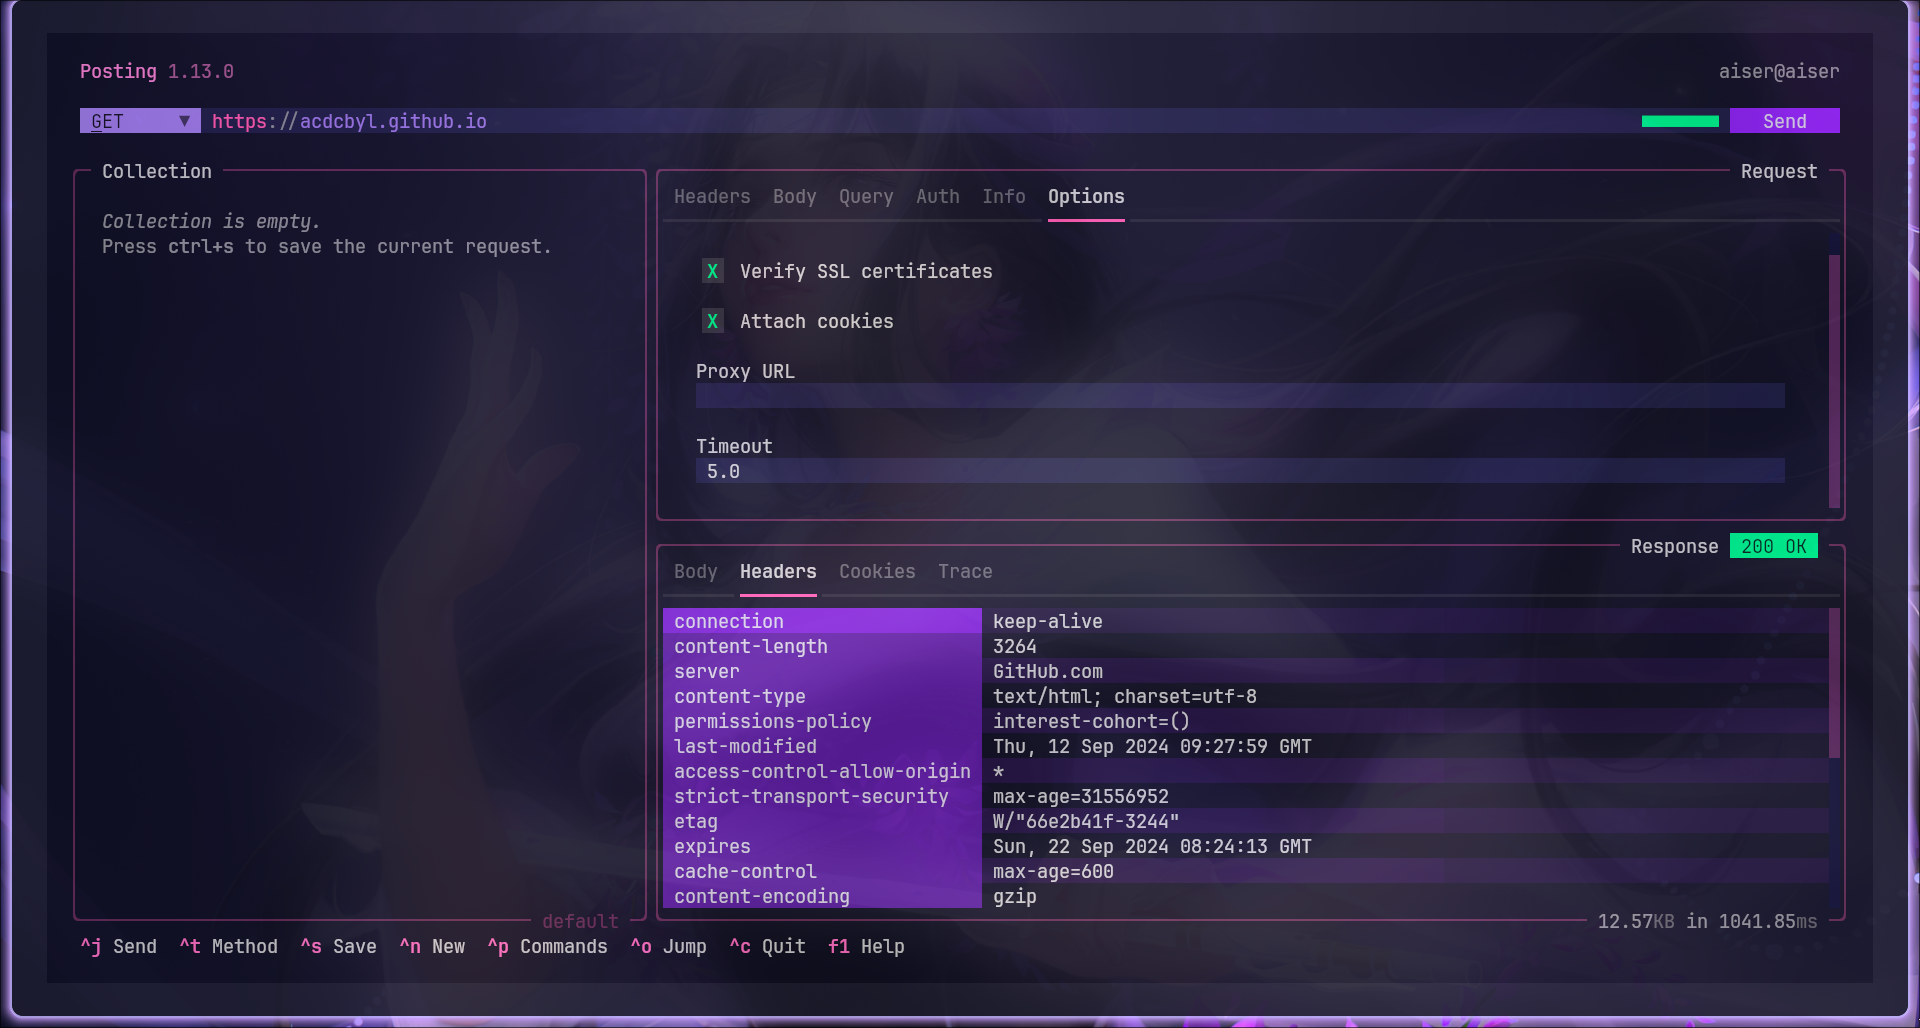 Posting 1.13.0
aiser@aiser
GET ▼ https://acdcbyl.github.io
Send
Collection
Collection is empty.
Press ctrl+s to save the current request.
default
Request
Headers Body Query Auth Info Options
X Verify SSL certificates
X Attach cookies
Proxy URL
Timeout
5.0
Response 200 OK
Body Headers Cookies Trace
connection keep-alive
content-length 3264
server GitHub.com
content-type text/html; charset=utf-8
permissions-policy interest-cohort=()
last-modified Thu, 12 Sep 2024 09:27:59 GMT
access-control-allow-origin *
strict-transport-security max-age=31556952
etag W/"66e2b41f-3244"
expires Sun, 22 Sep 2024 08:24:13 GMT
cache-control max-age=600
content-encoding gzip
12.57KB in 1041.85ms
^j Send ^t Method ^s Save ^n New ^p Commands ^o Jump ^c Quit f1 Help